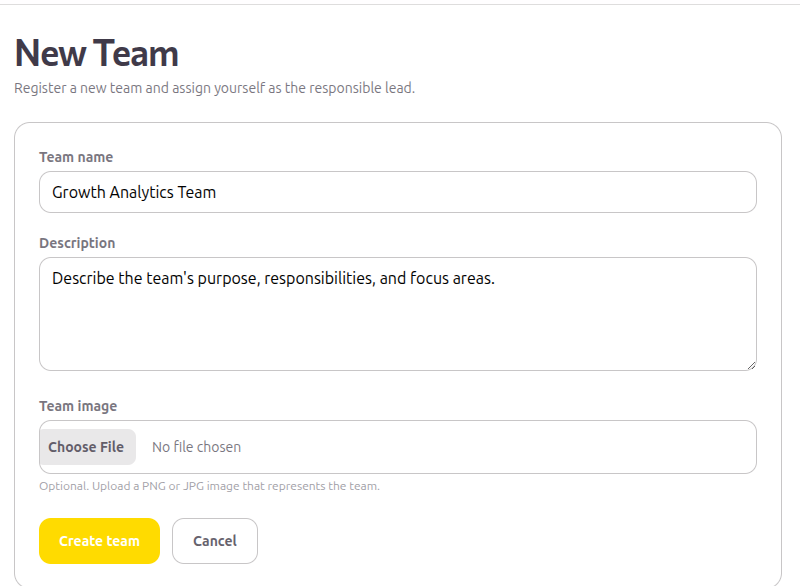 New Team
Register a new team and assign yourself as the responsible lead.
Team name
Growth Analytics Team
Description
Describe the team's purpose, responsibilities, and focus areas.
Team image
Choose File No file chosen
Optional. Upload a PNG or JPG image that represents the team.
Create team Cancel